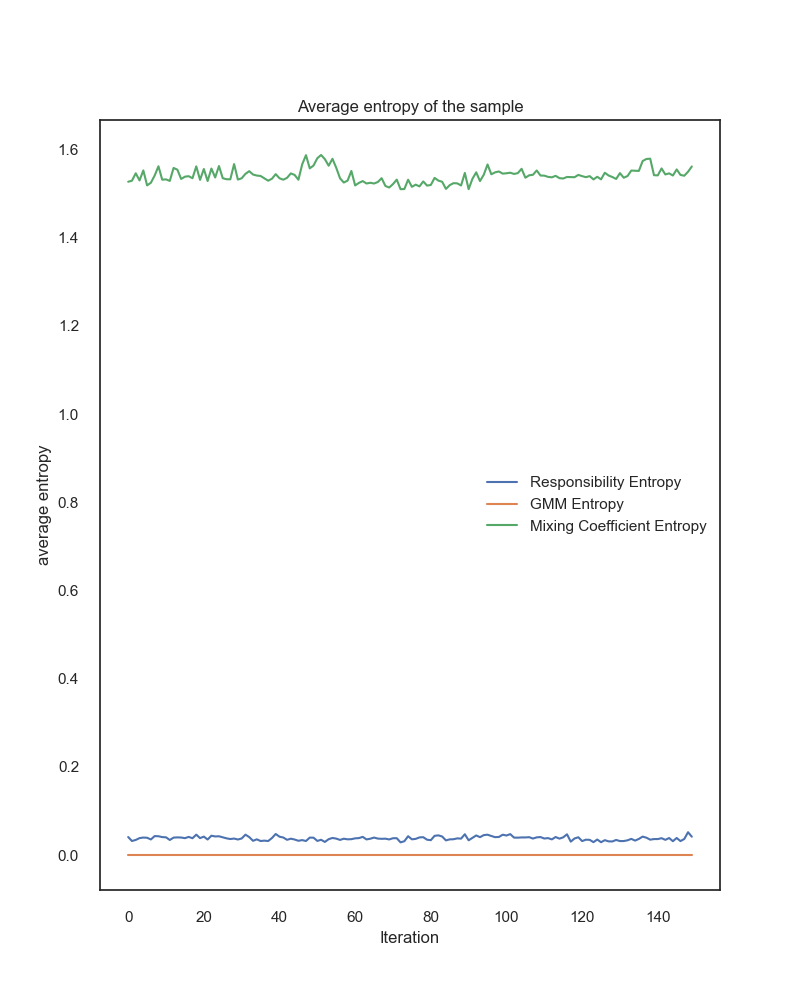 Average entropy of the sample
1.6
1.4
1.2
1.0
0.8
0.6
0.4
0.2
0.0
average entropy
Responsibility Entropy
GMM Entropy
Mixing Coefficient Entropy
0 20 40 60 80 100 120 140
Iteration